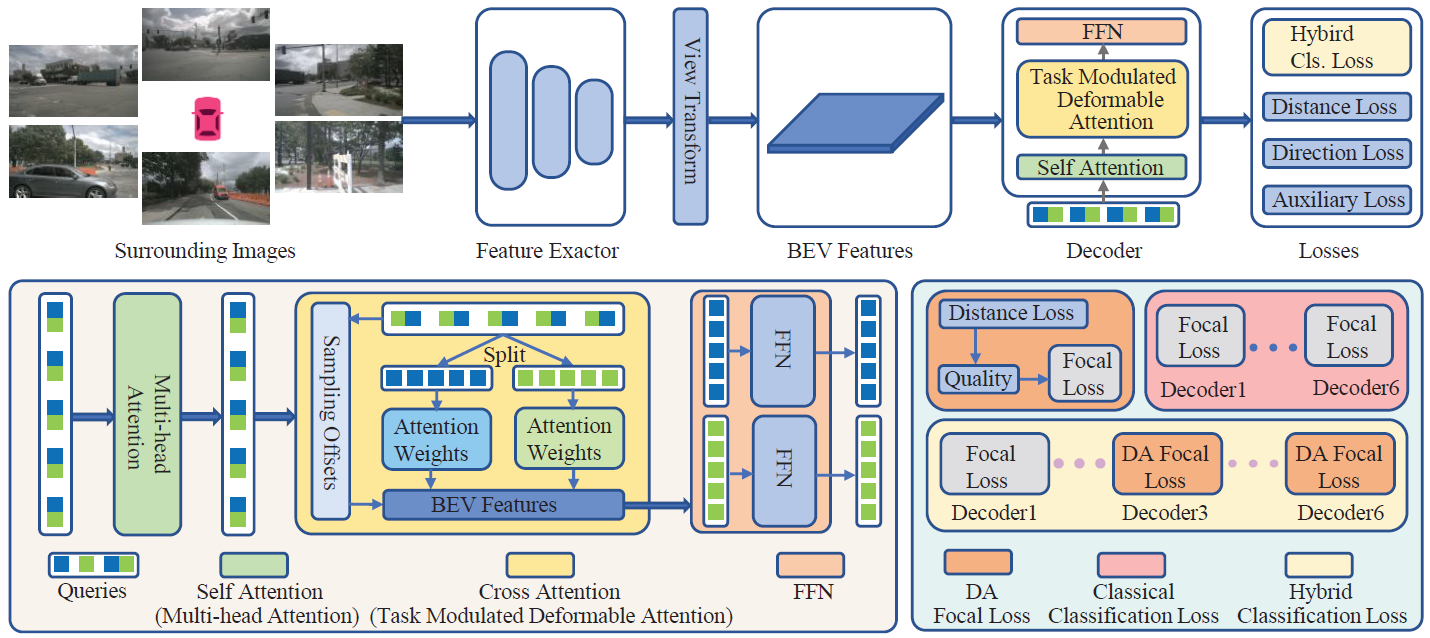 Surrounding Images
Feature Exactor
View Transform
BEV Features
FFN
Task Modulated
Deformable
Attention
Self Attention
Decoder
Hybird
Cls. Loss
Distance Loss
Direction Loss
Auxiliary Loss
Losses
Multi-head
Attention
Sampling Offsets
Split
Attention
Weights
Attention
Weights
BEV Features
FFN
FFN
Queries
Self Attention
(Multi-head Attention)
Cross Attention
(Task Modulated Deformable Attention)
FFN
Distance Loss
Quality
Focal
Loss
Focal
Loss
Decoder1
Focal
Loss
Decoder6
Focal
Loss
Decoder1
DA Focal
Loss
Decoder3
DA Focal
Loss
Decoder6
DA
Focal Loss
Classical
Classification Loss
Hybrid
Classification Loss